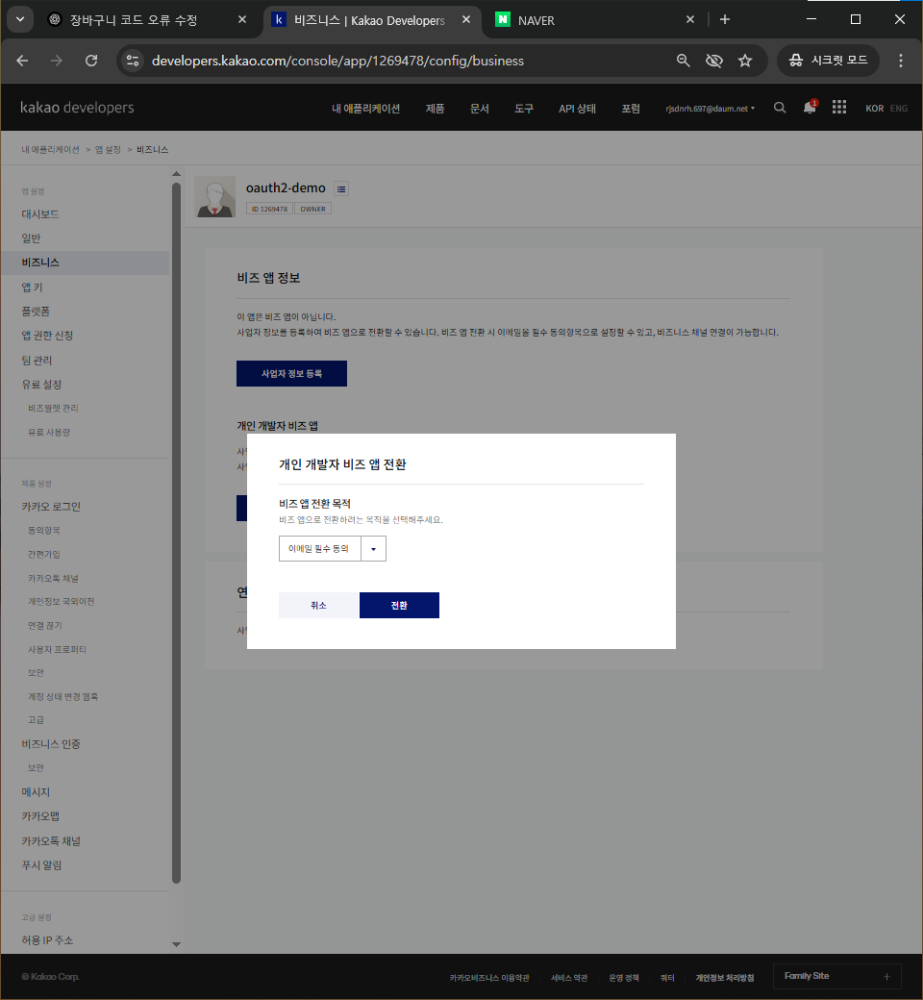 장바구니 코드 오류 수정
비즈니스 | Kakao Developers
NAVER
developers.kakao.com/console/app/1269478/config/business
시크릿 모드
kakao developers
내 애플리케이션
제품
문서
도구
API 상태
포럼
rjsdnrh.697@daum.net
1
KOR ENG
내 애플리케이션 > 앱 설정 > 비즈니스
앱 설정
대시보드
일반
비즈니스
앱 키
플랫폼
앱 권한 신청
팀 관리
유료 설정
비즈월렛 관리
유료 사용량
제품 설정
카카오 로그인
동의항목
간편가입
카카오톡 채널
개인정보 국외이전
연결 끊기
사용자 프로퍼티
보안
계정 상태 변경 웹훅
고급
비즈니스 인증
보안
메시지
카카오맵
카카오톡 채널
푸시 알림
고급 설정
허용 IP 주소
oauth2-demo
ID 1269478 OWNER
비즈 앱 정보
이 앱은 비즈 앱이 아닙니다.
사업자 정보를 등록하여 비즈 앱으로 전환할 수 있습니다. 비즈 앱 전환 시 이메일을 필수 동의항목으로 설정할 수 있고, 비즈니스 채널 연결이 가능합니다.
사업자 정보 등록
개인 개발자 비즈 앱
개인 개발자 비즈 앱 전환
비즈 앱 전환 목적
비즈 앱으로 전환하려는 목적을 선택해주세요.
이메일 필수 동의
취소
전환
© Kakao Corp.
카카오비즈니스 이용약관
서비스 약관
운영 정책
쿼터
개인정보 처리방침
Family Site